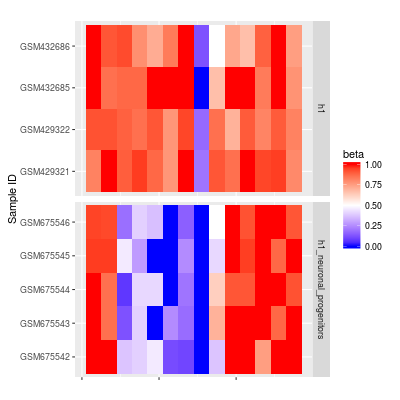 GSM432686
GSM432685
GSM429322
GSM429321
h1
GSM675546
GSM675545
GSM675544
GSM675543
GSM675542
h1_neuronal_progenitors
Sample ID
beta
1.00
0.75
0.50
0.25
0.00